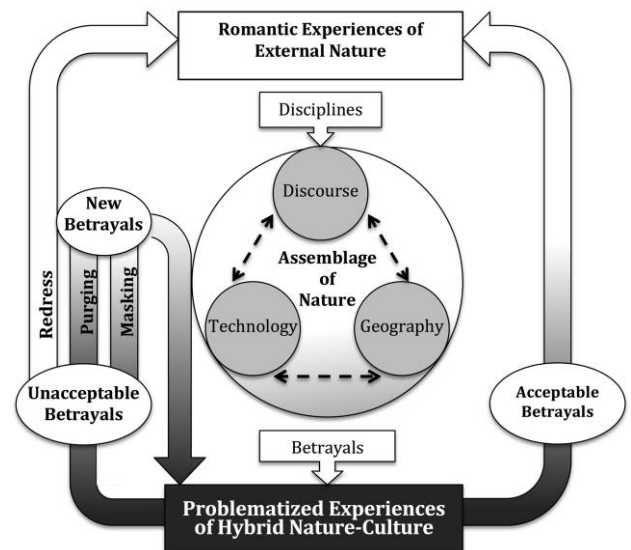 Romantic Experiences of
External Nature
Disciplines
Discourse
New
Betrayals
Assemblage
of
Nature
Redress
Purging
Masking
Technology
Geography
Unacceptable
Betrayals
Acceptable
Betrayals
Betrayals
Problematized Experiences
of Hybrid Nature-Culture